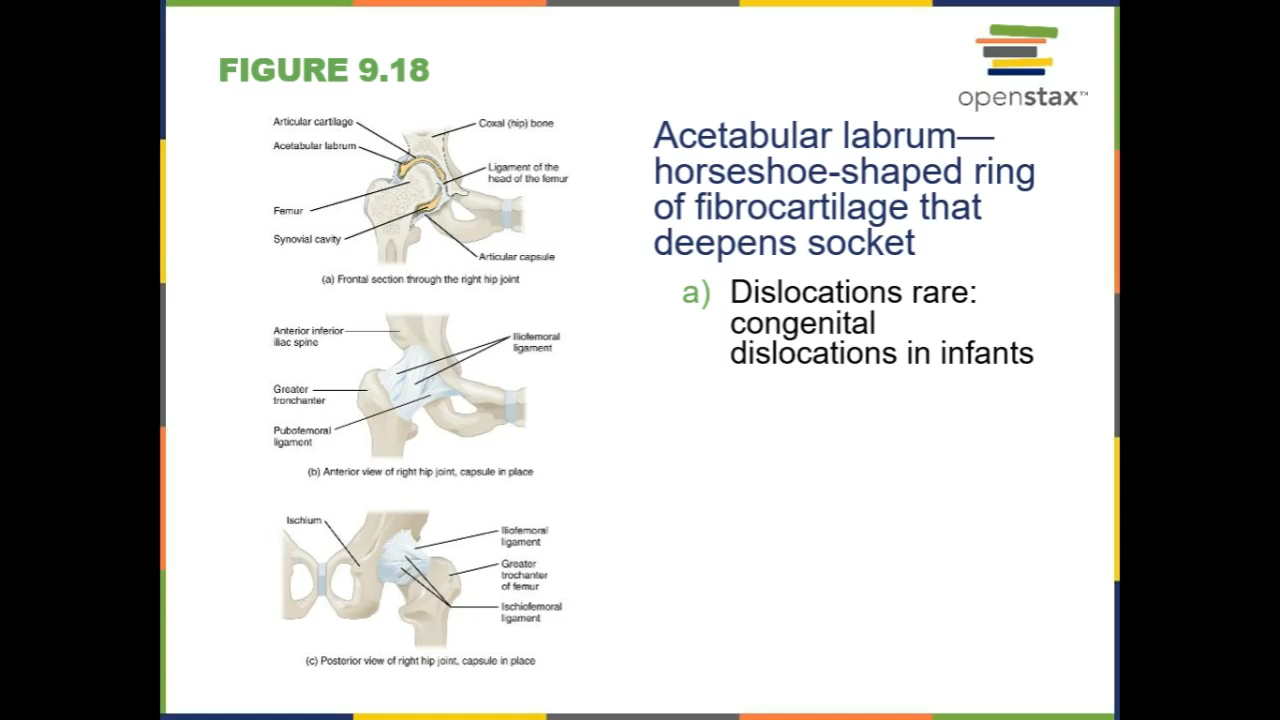 FIGURE 9.18
openstax™
Articular cartilage
Coxal (hip) bone
Acetabular labrum
Ligament of the
head of the femur
Femur
Synovial cavity
Articular capsule
(a) Frontal section through the right hip joint
Anterior inferior
iliac spine
Iliofemoral
ligament
Greater
tronchanter
Pubofemoral
ligament
(b) Anterior view of right hip joint, capsule in place
Ischium
Iliofemoral
ligament
Greater
trochanter
of femur
Ischiofemoral
ligament
(c) Posterior view of right hip joint, capsule in place
Acetabular labrum—
horseshoe-shaped ring
of fibrocartilage that
deepens socket
a) Dislocations rare:
congenital
dislocations in infants